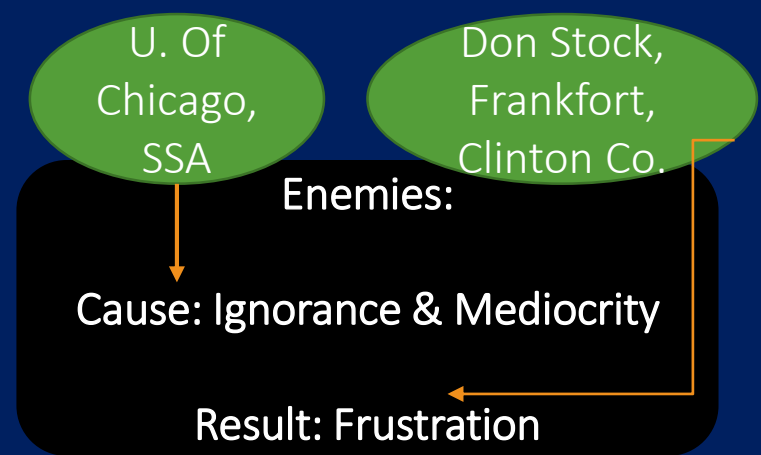 U. Of
Chicago,
SSA
Don Stock,
Frankfort,
Clinton Co.
Enemies:
Cause: Ignorance & Mediocrity
Result: Frustration